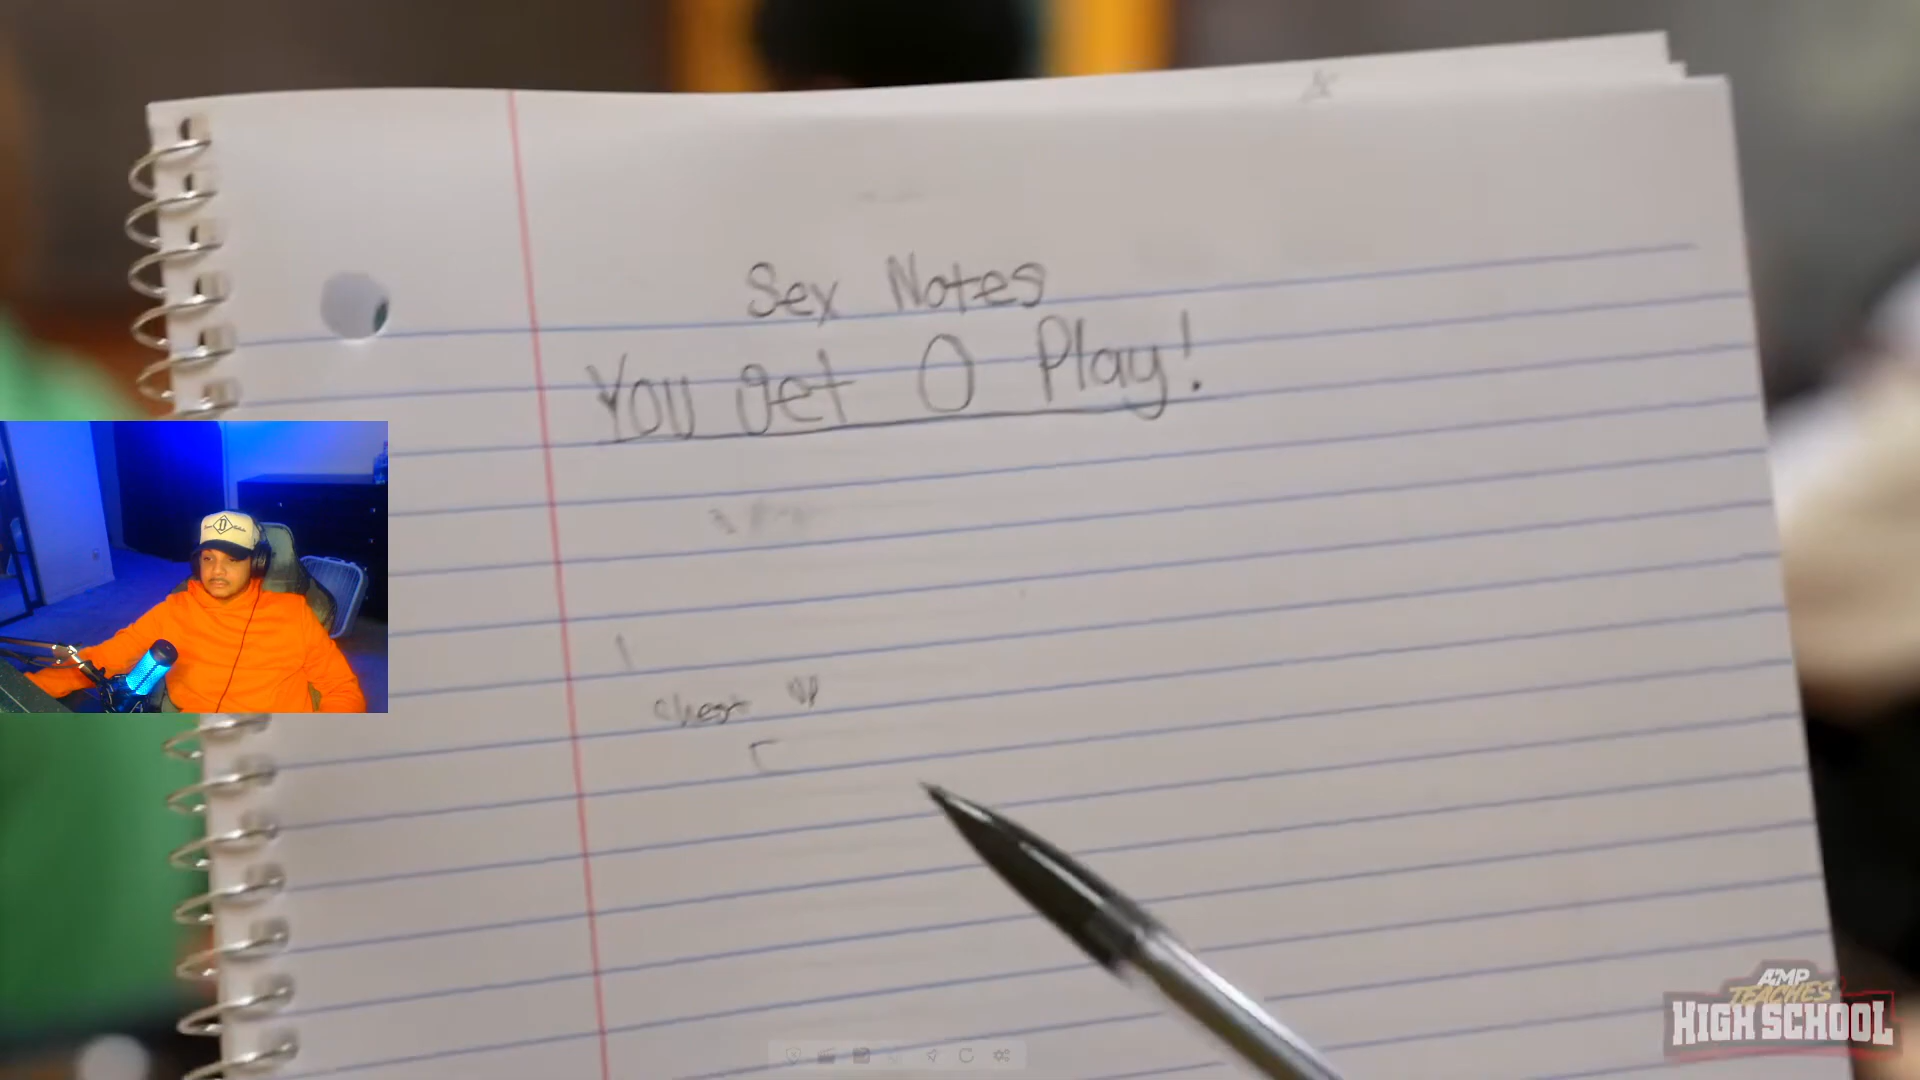 Sex Notes
You get 0 Play!
AMP
TEACHES
HIGH SCHOOL